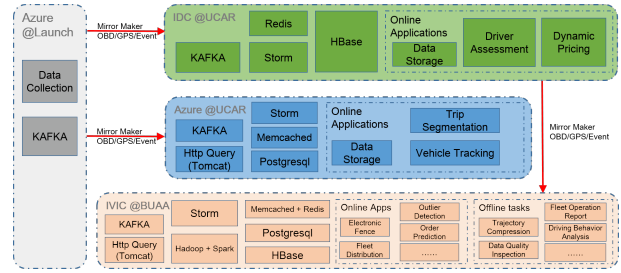 Azure
@Launch
Data
Collection
KAFKA
Mirror Maker
OBD/GPS/Event
Mirror Maker
OBD/GPS/Event
IDC @UCAR
KAFKA
Redis
Storm
HBase
Online
Applications
Data
Storage
Driver
Assessment
Dynamic
Pricing
Azure @UCAR
KAFKA
Http Query
(Tomcat)
Storm
Memcached
Postgresql
Online
Applications
Data
Storage
Trip
Segmentation
Vehicle Tracking
Mirror Maker
OBD/GPS/Event
IVIC @BUAA
KAFKA
Http Query
(Tomcat)
Storm
Hadoop + Spark
Memcached + Redis
Postgresql
HBase
Online Apps
Electronic
Fence
Fleet
Distribution
Outlier
Detection
Order
Prediction
......
Offline tasks
Trajectory
Compression
Data Quality
Inspection
Fleet Operation
Report
Driving Behavior
Analysis
......